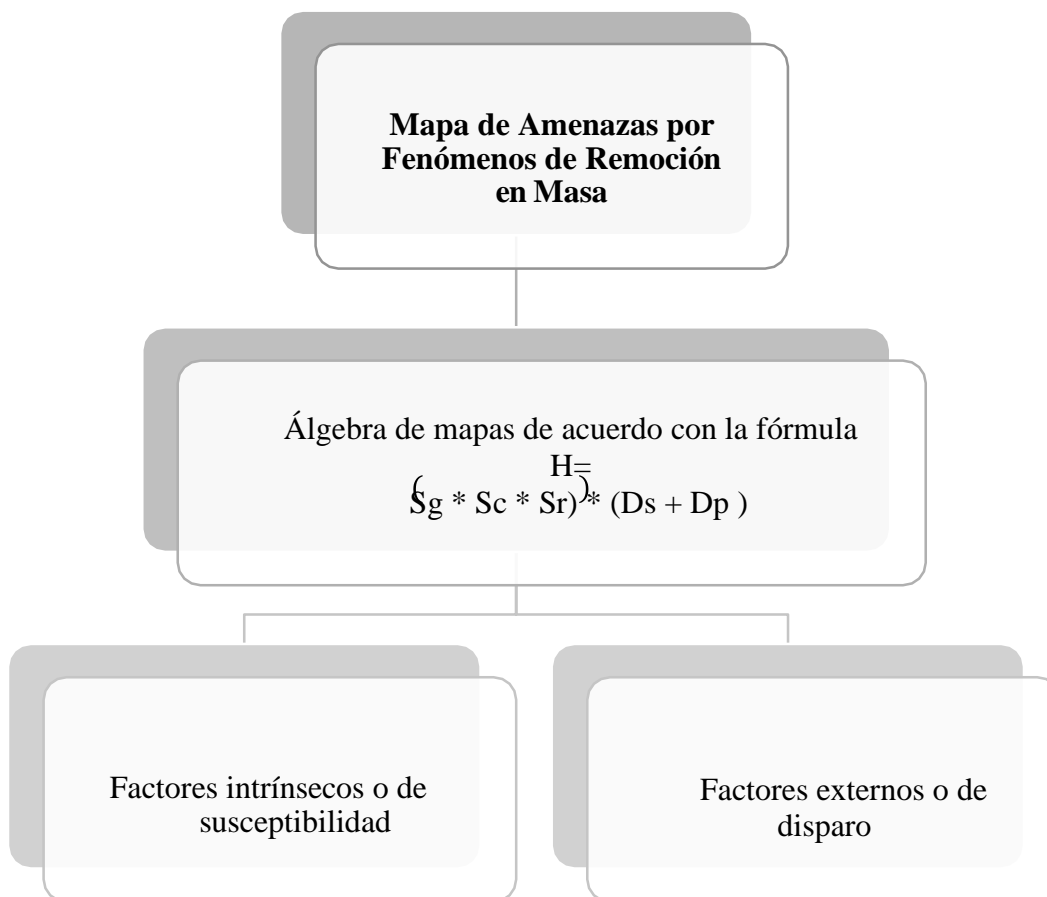 Mapa de Amenazas por
Fenómenos de Remoción
en Masa
Álgebra de mapas de acuerdo con la fórmula
H=
(Sg * Sc * Sr) * (Ds + Dp )
Factores intrínsecos o de
susceptibilidad
Factores externos o de
disparo